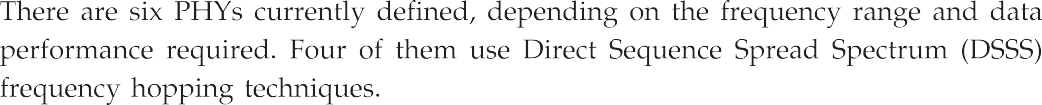 There are six PHYs currently defined, depending on the frequency range and data
performance required. Four of them use Direct Sequence Spread Spectrum (DSSS)
frequency hopping techniques.